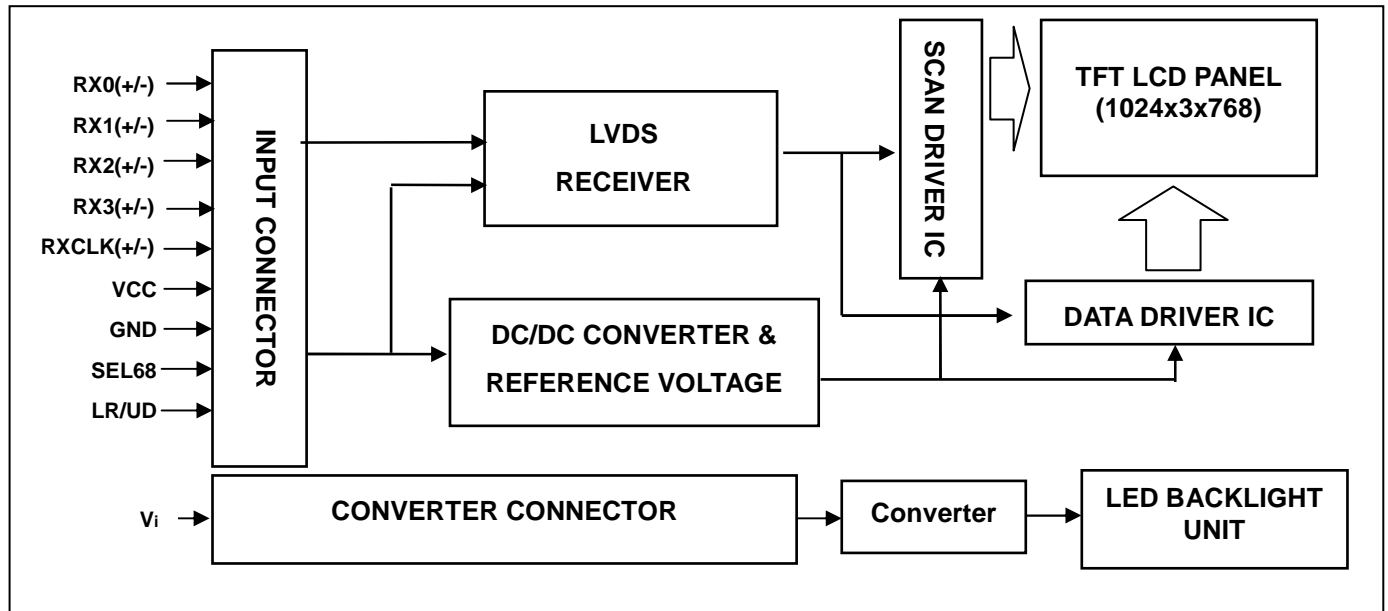 RX0(+/-)
RX1(+/-)
RX2(+/-)
RX3(+/-)
RXCLK(+/-)
VCC
GND
SEL68
LR/UD
INPUT CONNECTOR
LVDS
RECEIVER
DC/DC CONVERTER &
REFERENCE VOLTAGE
SCAN DRIVER IC
TFT LCD PANEL
(1024x3x768)
DATA DRIVER IC
Vi
CONVERTER CONNECTOR
Converter
LED BACKLIGHT
UNIT